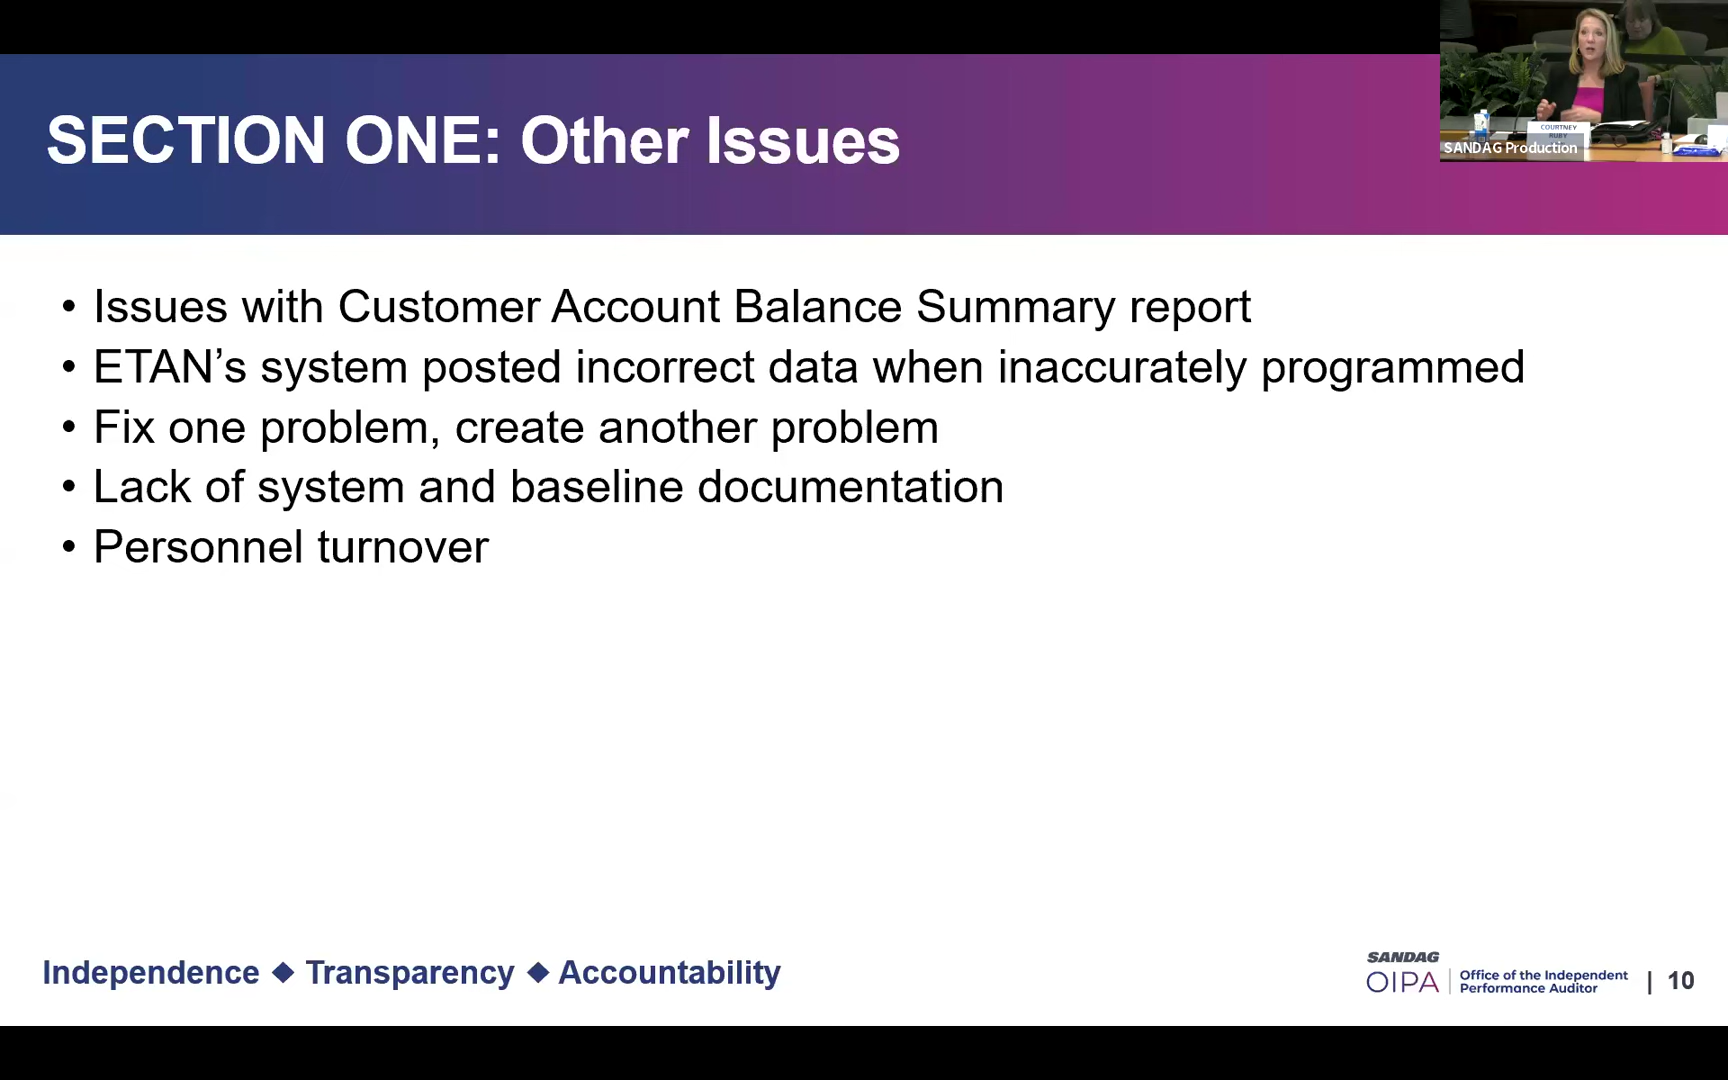 SECTION ONE: Other Issues
COURTNEY
RUBY
SANDAG Production
• Issues with Customer Account Balance Summary report
• ETAN’s system posted incorrect data when inaccurately programmed
• Fix one problem, create another problem
• Lack of system and baseline documentation
• Personnel turnover
Independence ◆ Transparency ◆ Accountability
SANDAG
OIPA | Office of the Independent
Performance Auditor
| 10